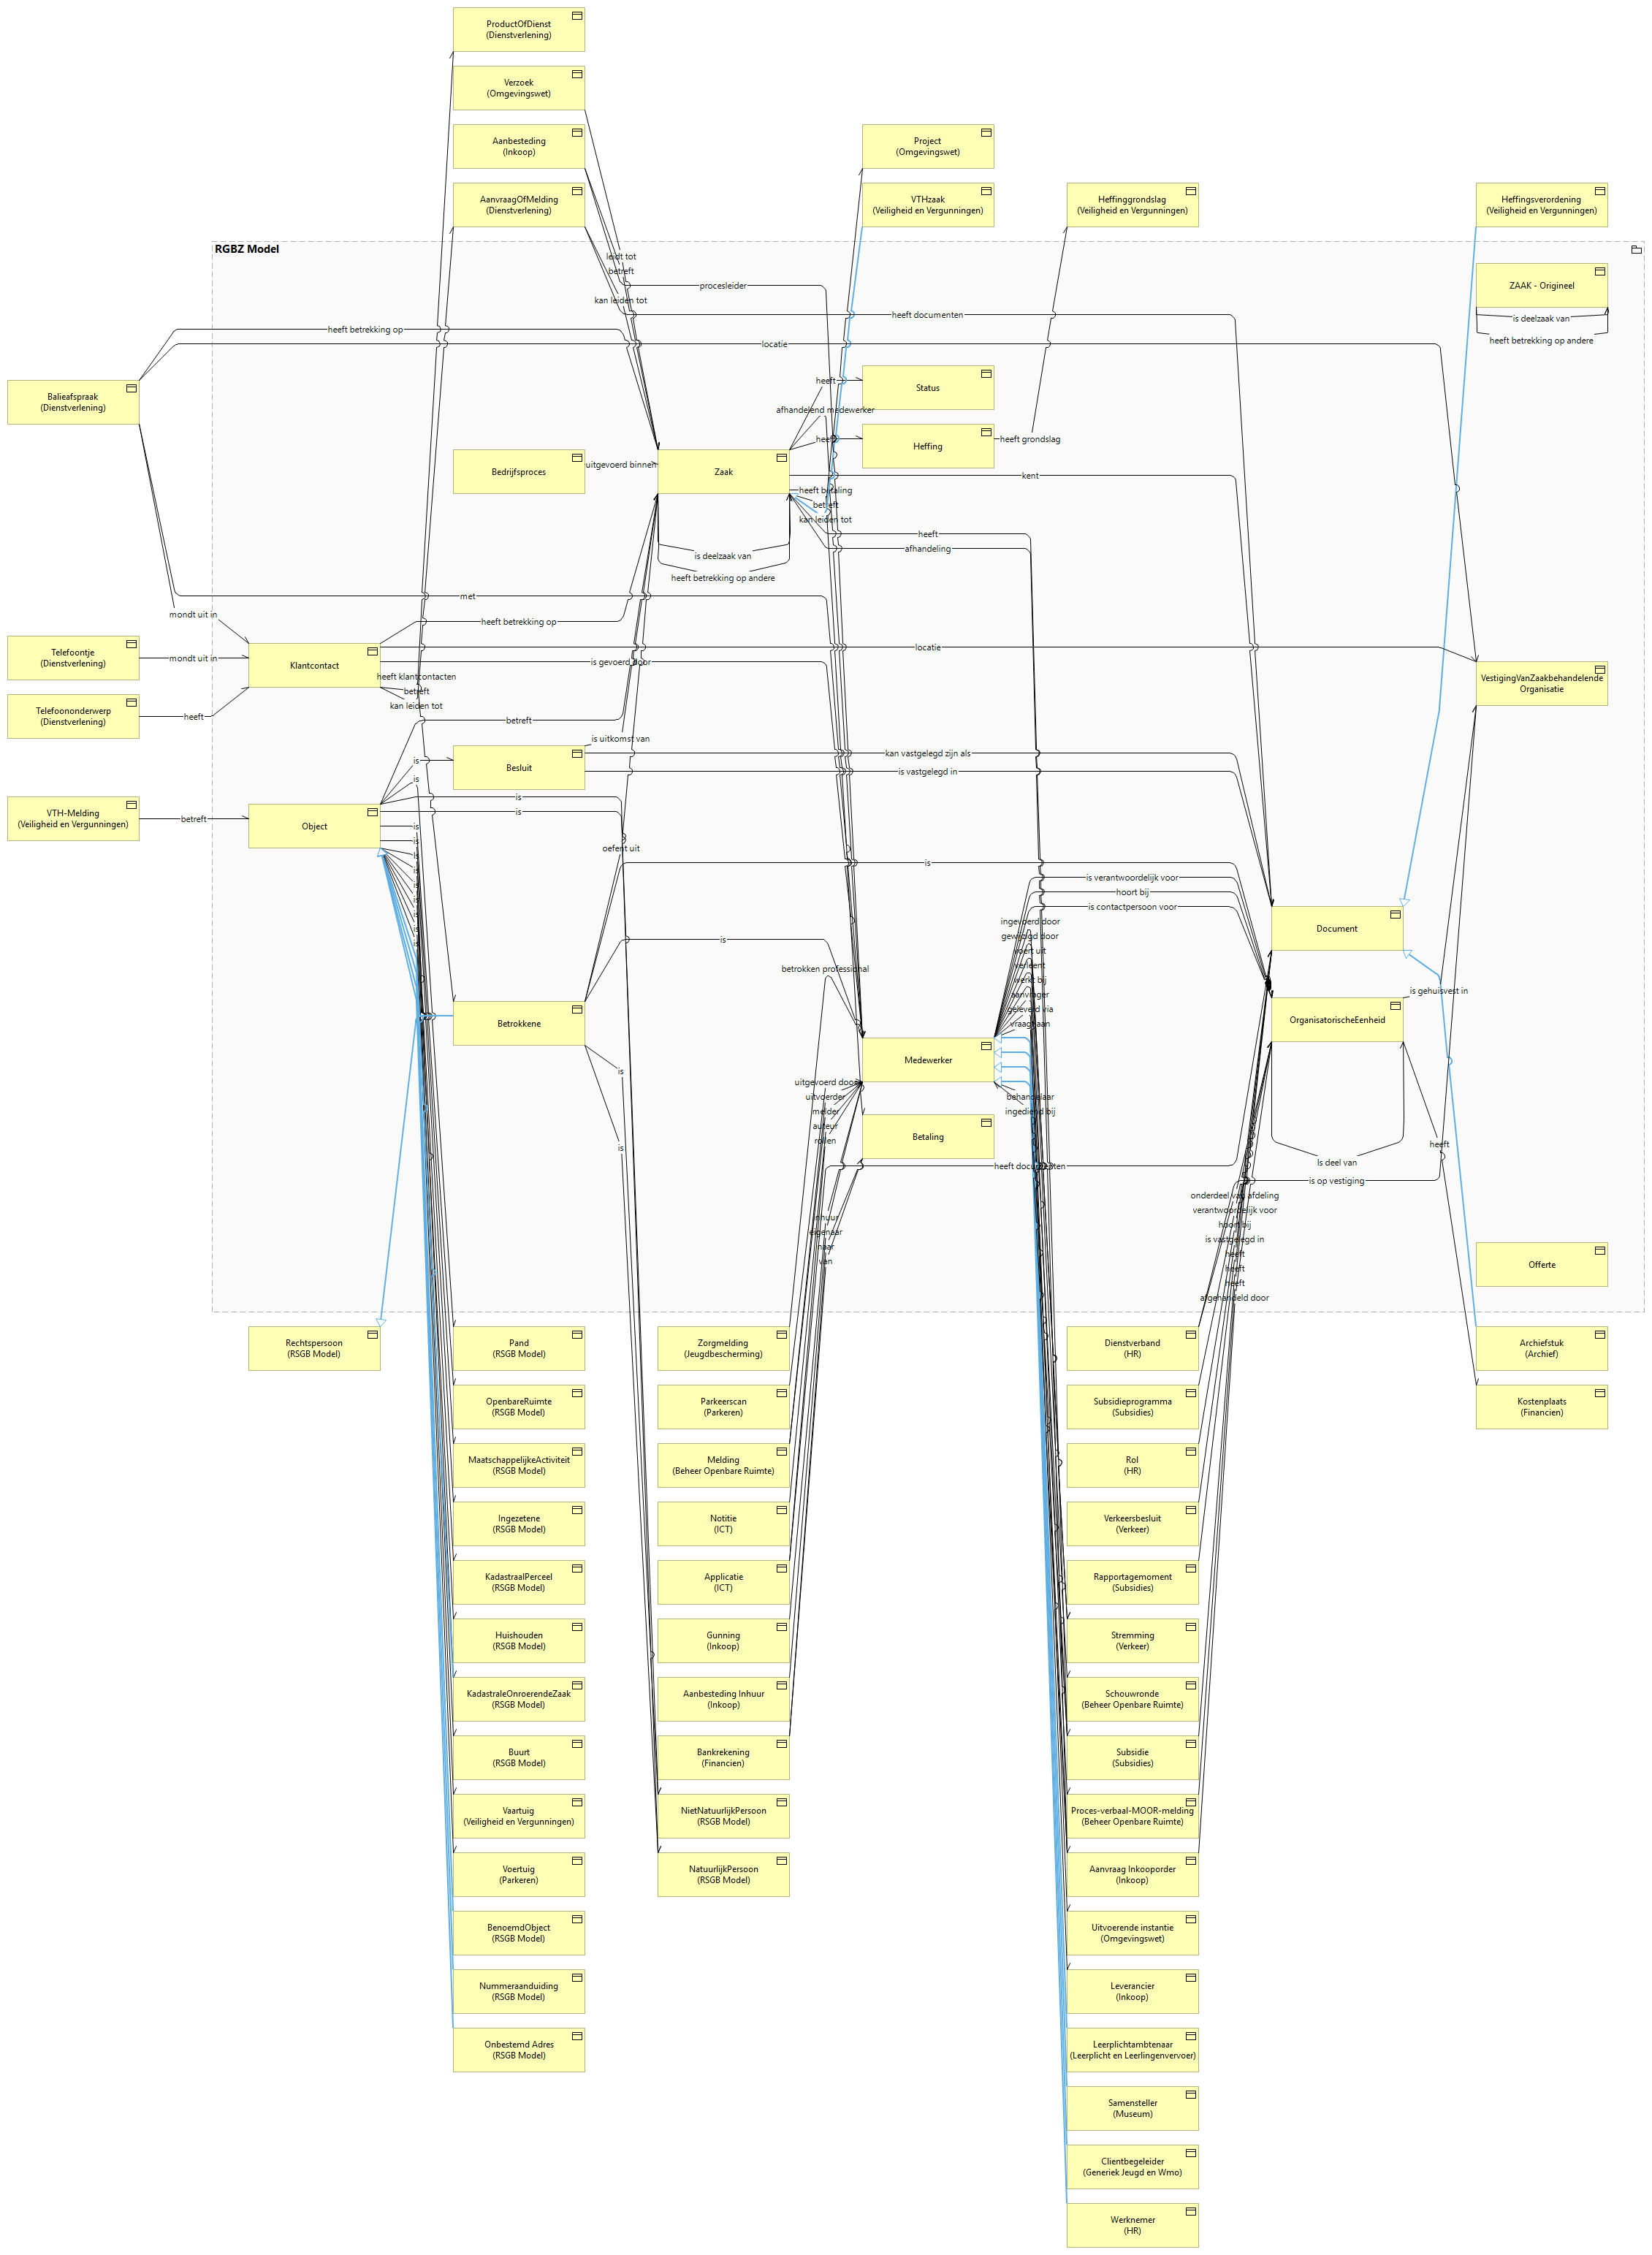 ProductOfDienst
(Dienstverlening)
Verzoek
(Omgevingswet)
Aanbesteding
(Inkoop)
Project
(Omgevingswet)
AanvraagOfMelding
(Dienstverlening)
VTHzaak
(Veiligheid en Vergunningen)
Heffinggrondslag
(Veiligheid en Vergunningen)
Heffingsverordening
(Veiligheid en Vergunningen)
RGBZ Model
leidt tot
betreft
kan leiden tot
procesleider
heeft documenten
ZAAK - Origineel
is deelzaak van
heeft betrekking op andere
heeft betrekking op
locatie
Balieafspraak
(Dienstverlening)
heeft
Status
afhandelend medewerker
heeft
Heffing
heeft grondslag
Bedrijfsproces
uitgevoerd binnen
Zaak
kent
heeft betaling
betreft
kan leiden tot
heeft
afhandeling
is deelzaak van
heeft betrekking op andere
met
mondt uit in
heeft betrekking op
Telefoontje
(Dienstverlening)
mondt uit in
Klantcontact
locatie
is gevoerd door
heeft klantcontacten
betreft
kan leiden tot
VestigingVanZaakbehandelende
Organisatie
Telefoononderwerp
(Dienstverlening)
heeft
betreft
is uitkomst van
is
Besluit
kan vastgelegd zijn als
is vastgelegd in
is
is
is
VTH-Melding
(Veiligheid en Vergunningen)
betreft
Object
is
is
is
is
is
is
is
is
is
oefent uit
is
is verantwoordelijk voor
hoort bij
is contactpersoon voor
ingevoerd door
gewijzigd door
voert uit
verleent
werkt bij
aanvrager
geleverd via
vraagt aan
Document
is
betrokken professional
is gehuisvest in
Betrokkene
OrganisatorischeEenheid
Medewerker
is
uitgevoerd door
uitvoerder
melder
auteur
rollen
behandelaar
ingediend bij
Betaling
is
heeft
Is deel van
heeft documenten
is op vestiging
onderdeel van afdeling
verantwoordelijk voor
hoort bij
is vastgelegd in
heeft
heeft
heeft
afgehandeld door
inhuur
eigenaar
naar
van
Offerte
Rechtspersoon
(RSGB Model)
Pand
(RSGB Model)
Zorgmelding
(Jeugdbescherming)
Dienstverband
(HR)
Archiefstuk
(Archief)
OpenbareRuimte
(RSGB Model)
Parkeerscan
(Parkeren)
Subsidieprogramma
(Subsidies)
Kostenplaats
(Financien)
MaatschappelijkeActiviteit
(RSGB Model)
Melding
(Beheer Openbare Ruimte)
Rol
(HR)
Ingezetene
(RSGB Model)
Notitie
(ICT)
Verkeersbesluit
(Verkeer)
KadastraalPerceel
(RSGB Model)
Applicatie
(ICT)
Rapportagemoment
(Subsidies)
Huishouden
(RSGB Model)
Gunning
(Inkoop)
Stremming
(Verkeer)
KadastraleOnroerendeZaak
(RSGB Model)
Aanbesteding Inhuur
(Inkoop)
Schouwronde
(Beheer Openbare Ruimte)
Buurt
(RSGB Model)
Bankrekening
(Financien)
Subsidie
(Subsidies)
Vaartuig
(Veiligheid en Vergunningen)
NietNatuurlijkPersoon
(RSGB Model)
Proces-verbaal-MOOR-melding
(Beheer Openbare Ruimte)
Voertuig
(Parkeren)
NatuurlijkPersoon
(RSGB Model)
Aanvraag Inkooporder
(Inkoop)
BenoemdObject
(RSGB Model)
Uitvoerende instantie
(Omgevingswet)
Nummeraanduiding
(RSGB Model)
Leverancier
(Inkoop)
Onbestemd Adres
(RSGB Model)
Leerplichtambtenaar
(Leerplicht en Leerlingenvervoer)
Samensteller
(Museum)
Clientbegeleider
(Generiek Jeugd en Wmo)
Werknemer
(HR)